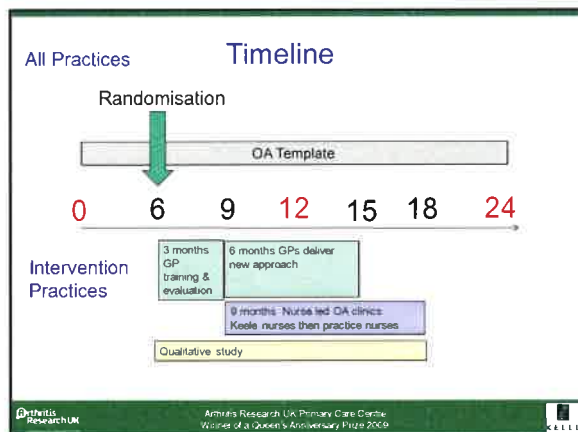 Timeline
All Practices
Randomisation
OA Template
0 6 9 12 15 18 24
Intervention
Practices
3 months
GP
training &
evaluation
6 months GPs deliver
new approach
9 months Nurse led OA clinics
Keele nurses then practice nurses
Qualitative study
Arthritis
Research UK
Arthritis Research UK Primary Care Centre
Winner of a Queen's Anniversary Prize 2009
KEELE